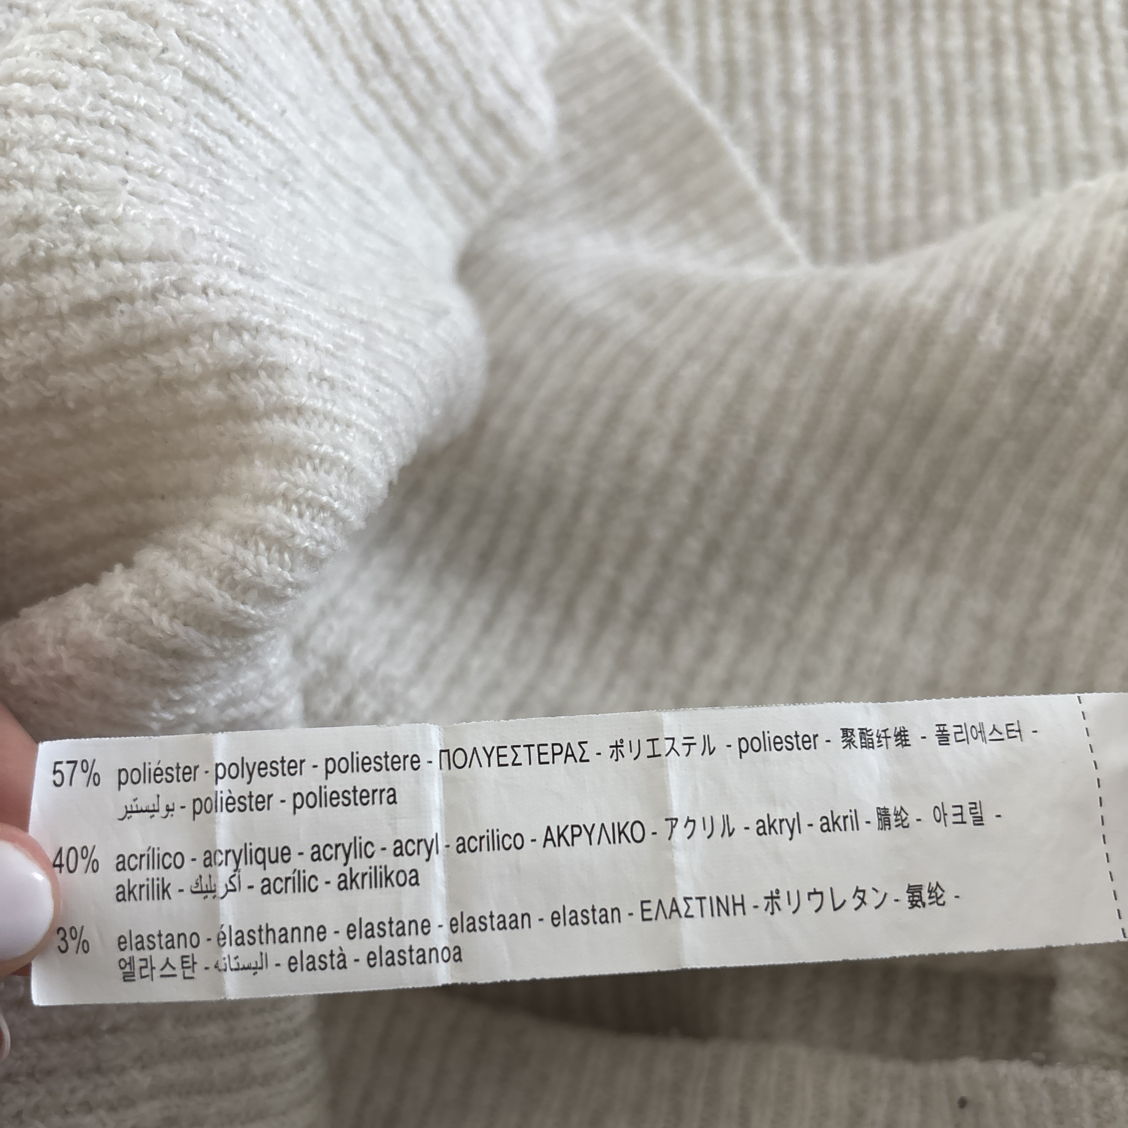 57% poliéster - polyester - poliestere - ΠΟΛΥΕΣΤΕΡΑΣ - ポリエステル - poliester - 聚酯纤维 - 폴리에스터 -
بوليستير - polièster - poliesterra
40% acrílico - acrylique - acrylic - acryl - acrilico - ΑΚΡΥΛΙΚΟ - アクリル - akryl - akril - 腈纶 - 아크릴 -
akrilik - أكريليك - acrílic - akrilikoa
3% elastano - élasthanne - elastane - elastaan - elastan - ΕΛΑΣΤΙΝΗ - ポリウレタン - 氨纶 -
엘라스탄 - اليستانه - elastà - elastanoa